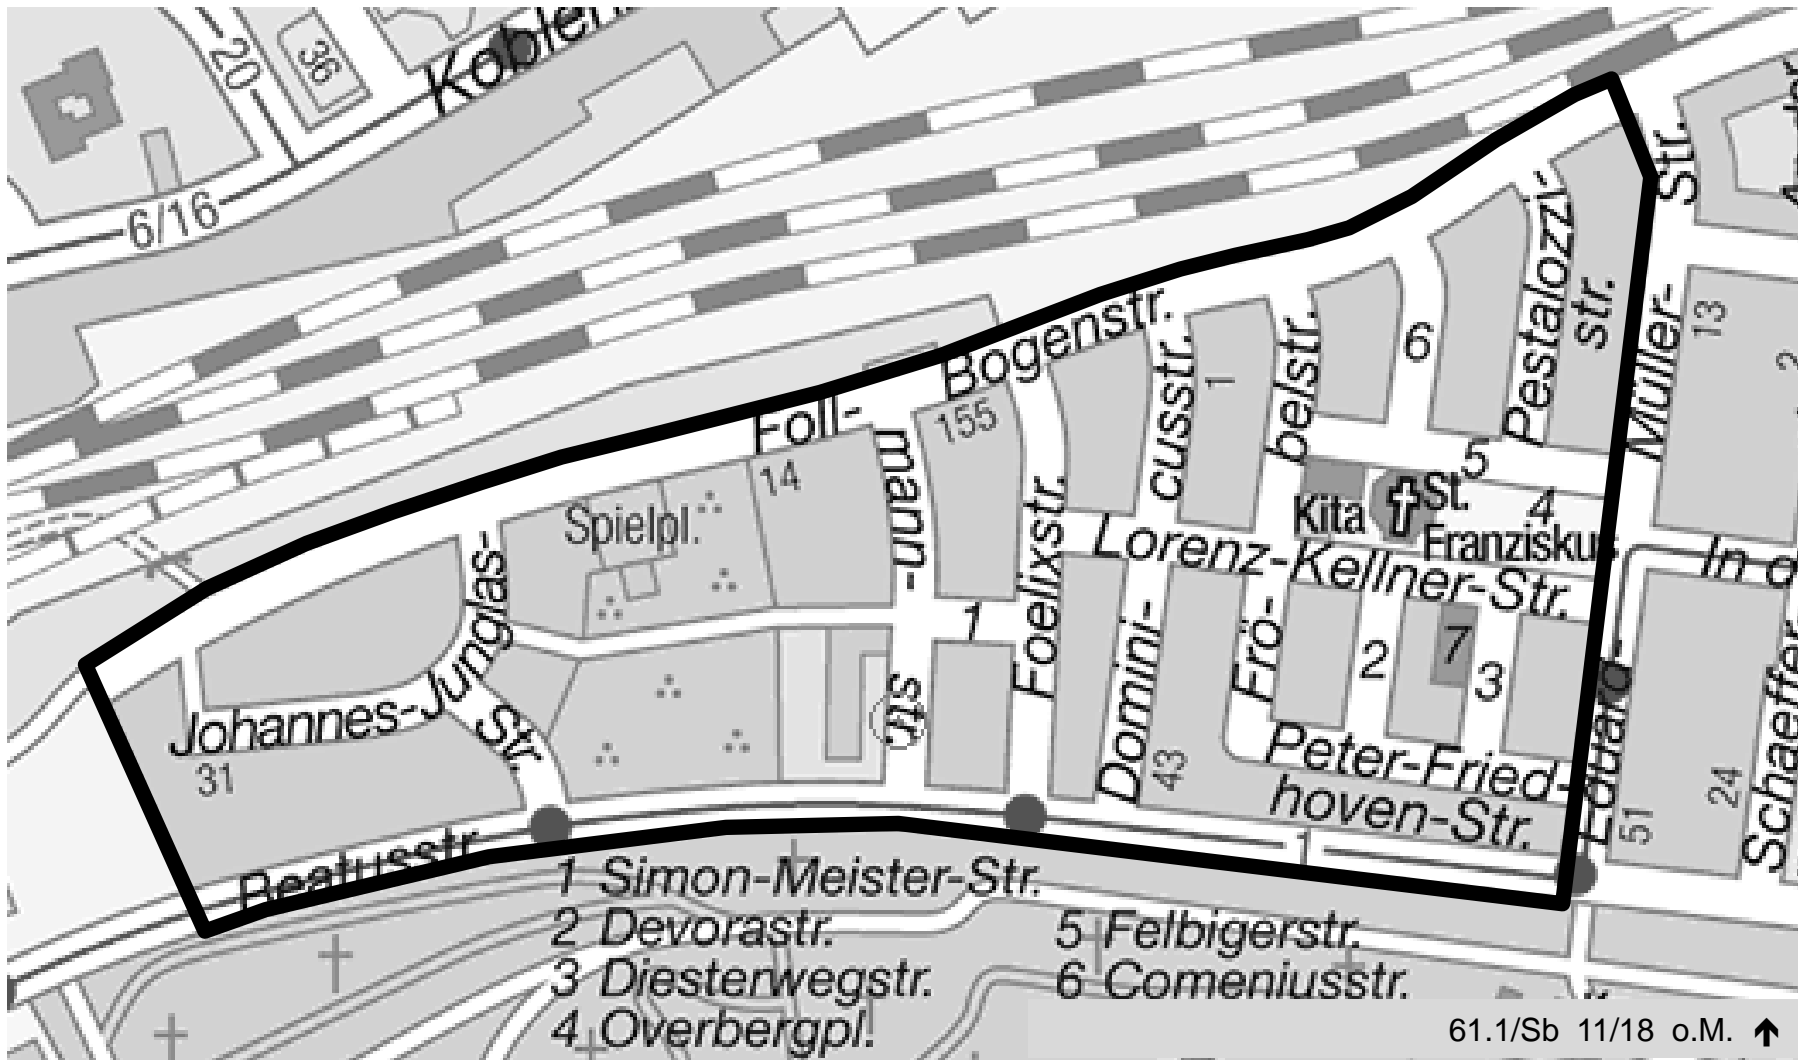 20
36
Koblen
6/16
Str.
Bogenstr.
Pestalozzi-
str.
Müller-
13
6
1
belstr.
cusstr.
155
Foll-
mann-
str.
14
Spielpl.
5
4
Kita
St.
Franziskus
Lorenz-Kellner-Str.
In d
Foelixstr.
1
Johannes-Junglas-
Str.
31
Domini-
43
Frö-
2
7
3
Peter-Fried-
hoven-Str.
Eduard-
51
24
Schaeffer-
Beatusstr.
1
1 Simon-Meister-Str.
2 Devorastr.
3 Diesterwegstr.
4 Overbergpl.
5 Felbigerstr.
6 Comeniusstr.
61.1/Sb 11/18 o.M.